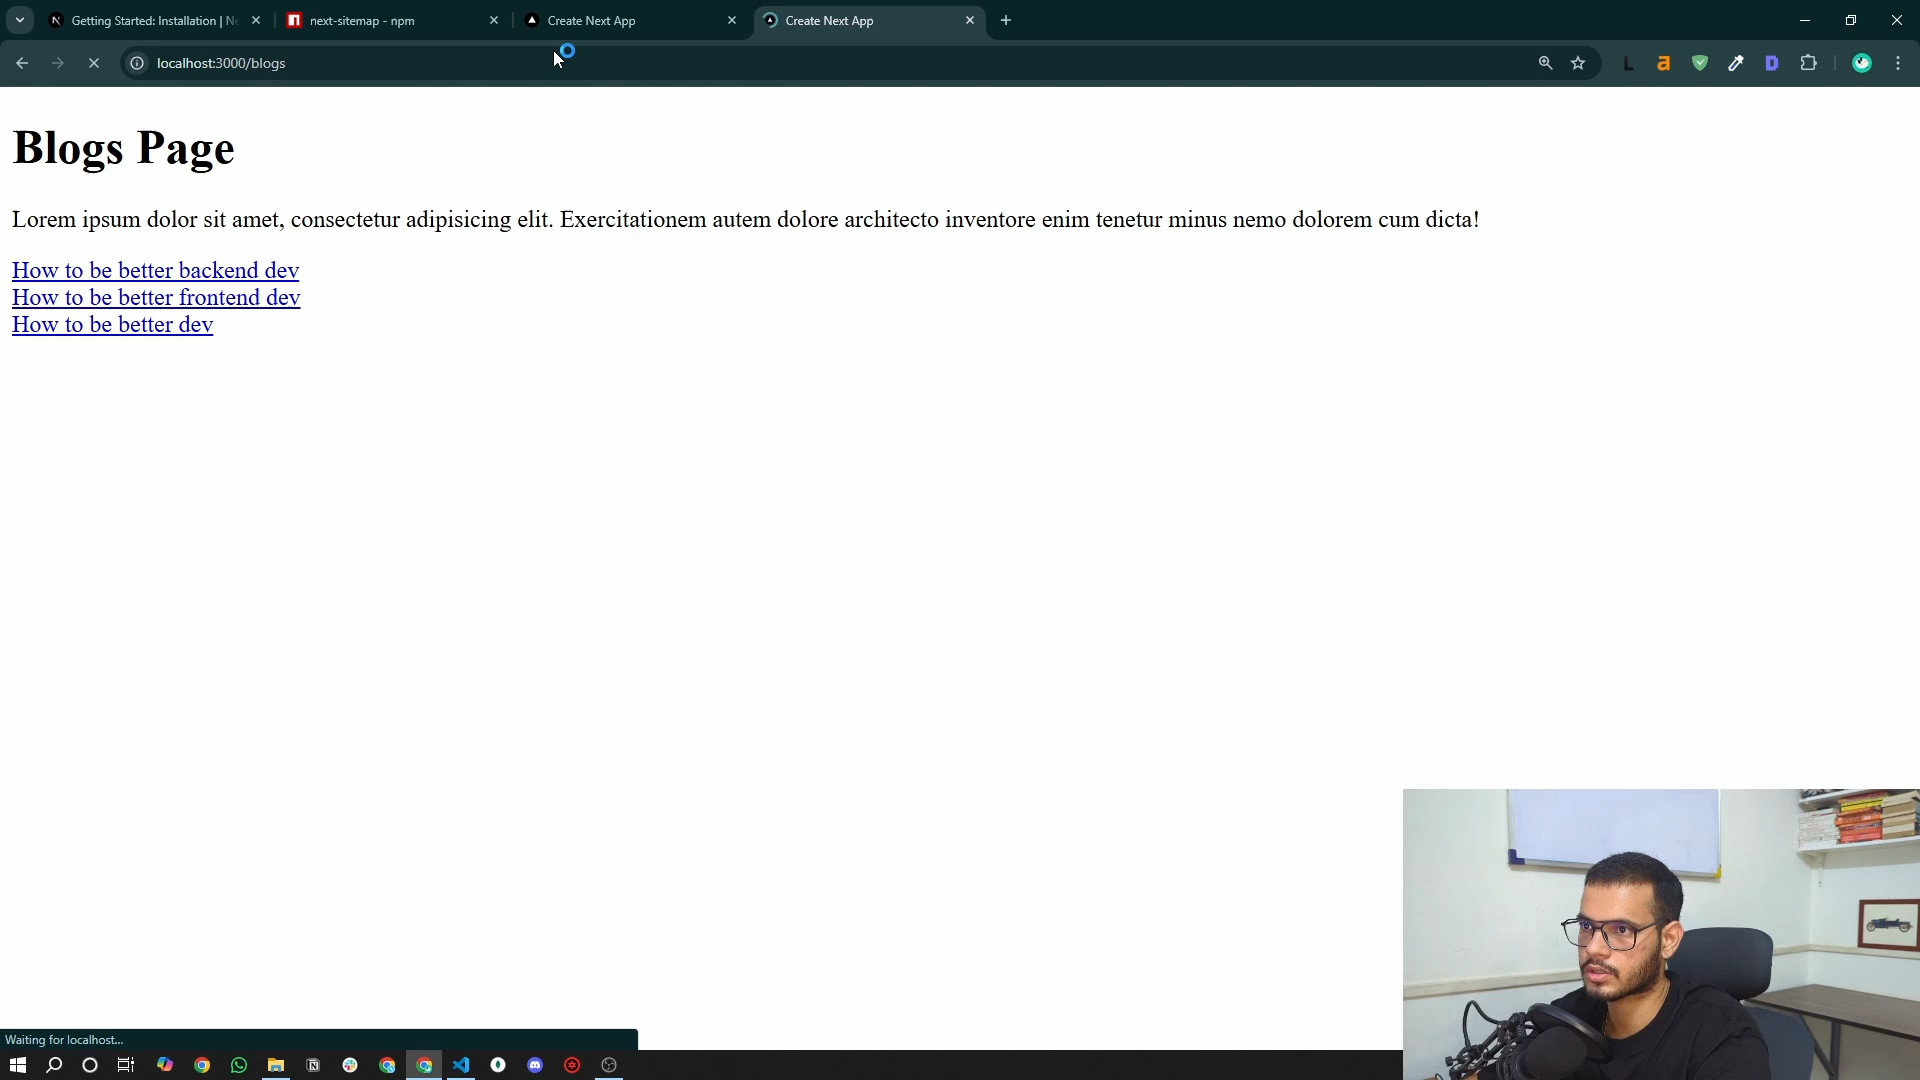 Getting Started: Installation | Ne
next-sitemap - npm
Create Next App
Create Next App
localhost:3000/blogs
Blogs Page
Lorem ipsum dolor sit amet, consectetur adipisicing elit. Exercitationem autem dolore architecto inventore enim tenetur minus nemo dolorem cum dicta!
How to be better backend dev
How to be better frontend dev
How to be better dev
Waiting for localhost...